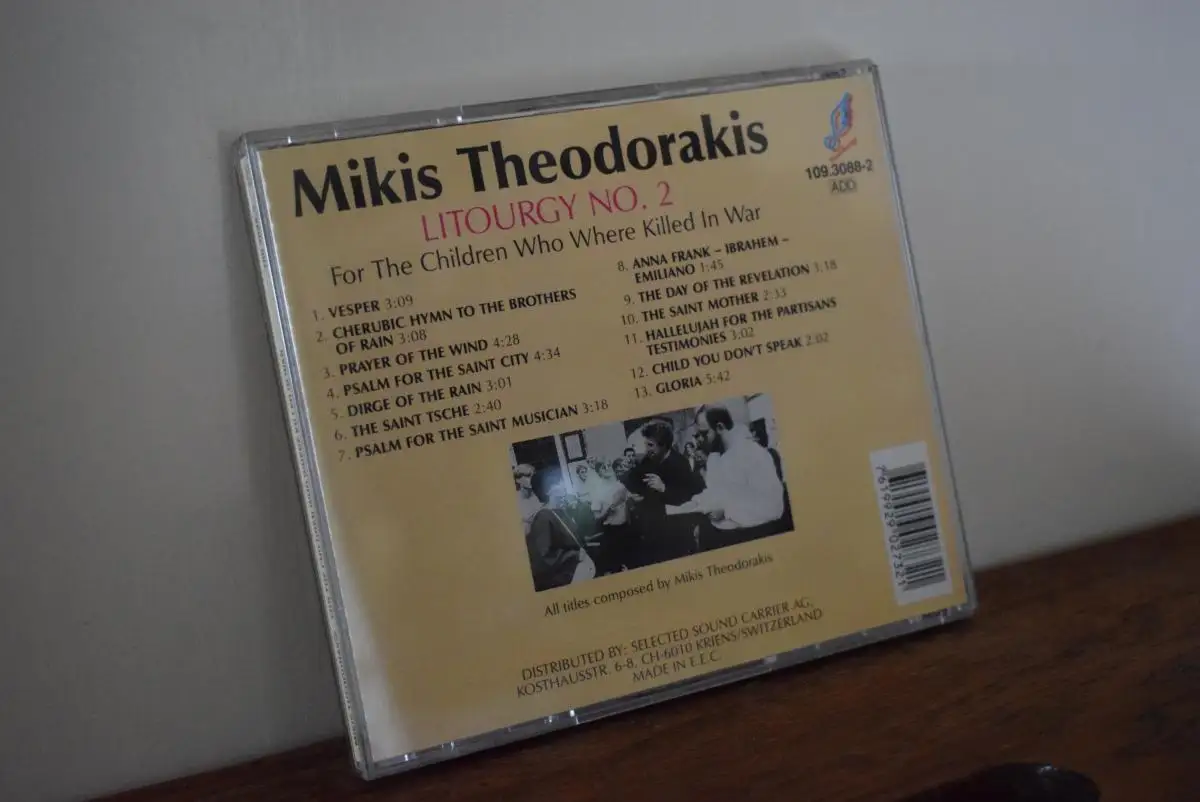 Mikis Theodorakis
LITOURGY NO. 2
For The Children Who Where Killed In War
109.3088-2
ADD
1. VESPER 3:09
2. CHERUBIC HYMN TO THE BROTHERS
OF RAIN 3:08
3. PRAYER OF THE WIND 4:28
4. PSALM FOR THE SAINT CITY 4:34
5. DIRGE OF THE RAIN 3:01
6. THE SAINT TSCHE 2:40
7. PSALM FOR THE SAINT MUSICIAN 3:18
8. ANNA FRANK – IBRAHEM –
EMILIANO 1:45
9. THE DAY OF THE REVELATION 3:18
10. THE SAINT MOTHER 2:33
11. HALLELUJAH FOR THE PARTISANS
TESTIMONIES 3:02
12. CHILD YOU DON'T SPEAK 2:02
13. GLORIA 5:42
All titles composed by Mikis Theodorakis
DISTRIBUTED BY: SELECTED SOUND CARRIER AG,
KOSTHAUSSTR. 6-8, CH-6010 KRIENS/SWITZERLAND
MADE IN E.E.C.
7619929027321